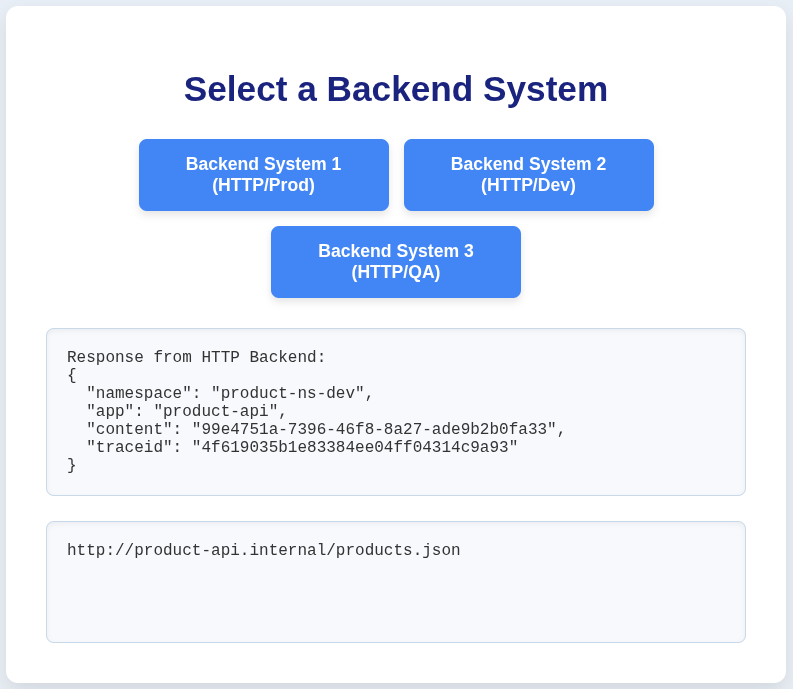 Select a Backend System
Backend System 1
(HTTP/Prod)
Backend System 2
(HTTP/Dev)
Backend System 3
(HTTP/QA)
Response from HTTP Backend:
{
  "namespace": "product-ns-dev",
  "app": "product-api",
  "content": "99e4751a-7396-46f8-8a27-ade9b2b0fa33",
  "traceid": "4f619035b1e83384ee04ff04314c9a93"
}
http://product-api.internal/products.json